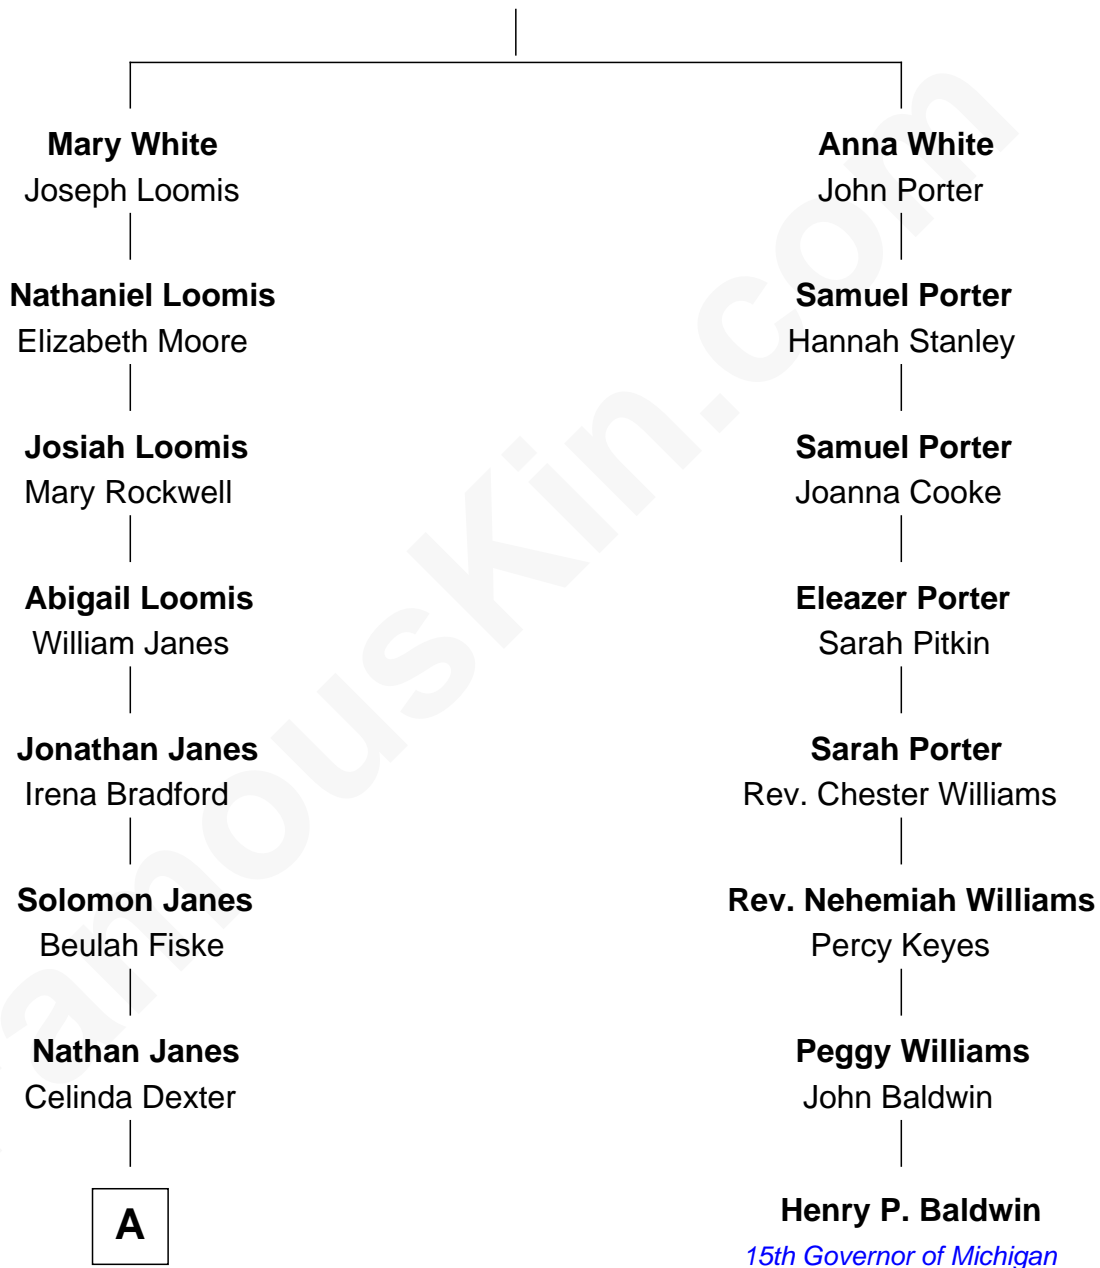 Mary White
Joseph Loomis
Nathaniel Loomis
Elizabeth Moore
Josiah Loomis
Mary Rockwell
Abigail Loomis
William Janes
Jonathan Janes
Irena Bradford
Solomon Janes
Beulah Fiske
Nathan Janes
Celinda Dexter
A
Anna White
John Porter
Samuel Porter
Hannah Stanley
Samuel Porter
Joanna Cooke
Eleazer Porter
Sarah Pitkin
Sarah Porter
Rev. Chester Williams
Rev. Nehemiah Williams
Percy Keyes
Peggy Williams
John Baldwin
Henry P. Baldwin
15th Governor of Michigan
amouskin.com